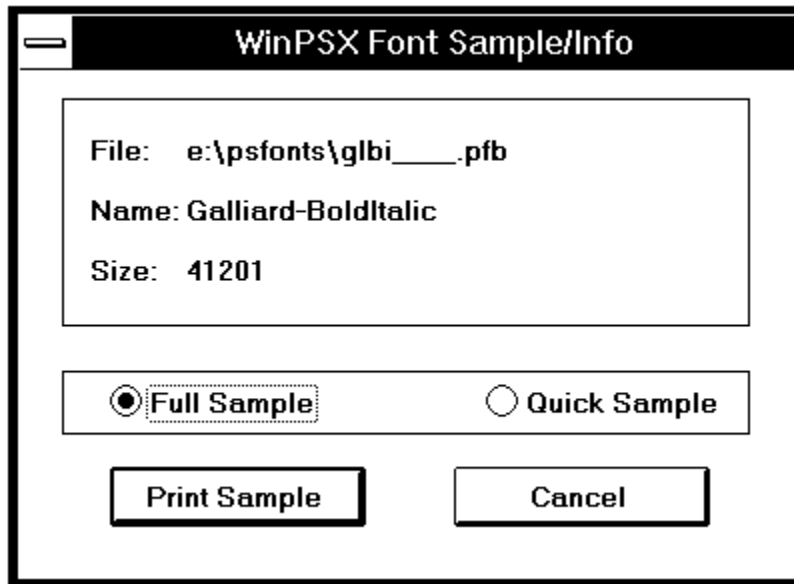 WinPSX Font Sample/Info
File: e:\psfonts\glbi____.pfb
Name: Galliard-BoldItalic
Size: 41201
Full Sample Quick Sample
Print Sample Cancel